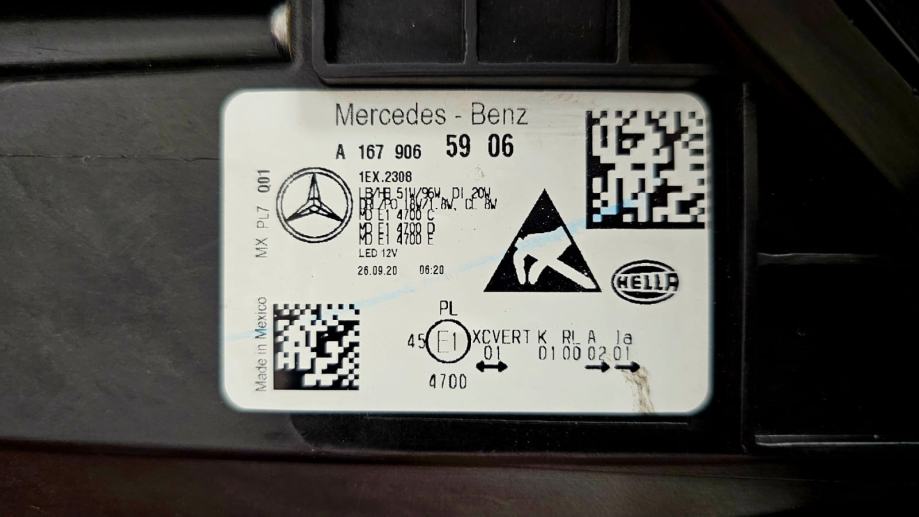 Mercedes - Benz
A 167 906 59 06
1EX.2308
LB/HB 51W/96W, DI 20W
DRL/PO 18W/1.8W, CL 8W
MD E1 4700 C
MD E1 4700 D
MD E1 4700 E
LED 12V
26.09.20 06:20
MX PL7 001
HELLA
Made in Mexico
PL
45 E1 XCVERT K RL A 1a
01 01 00 02 01
4700